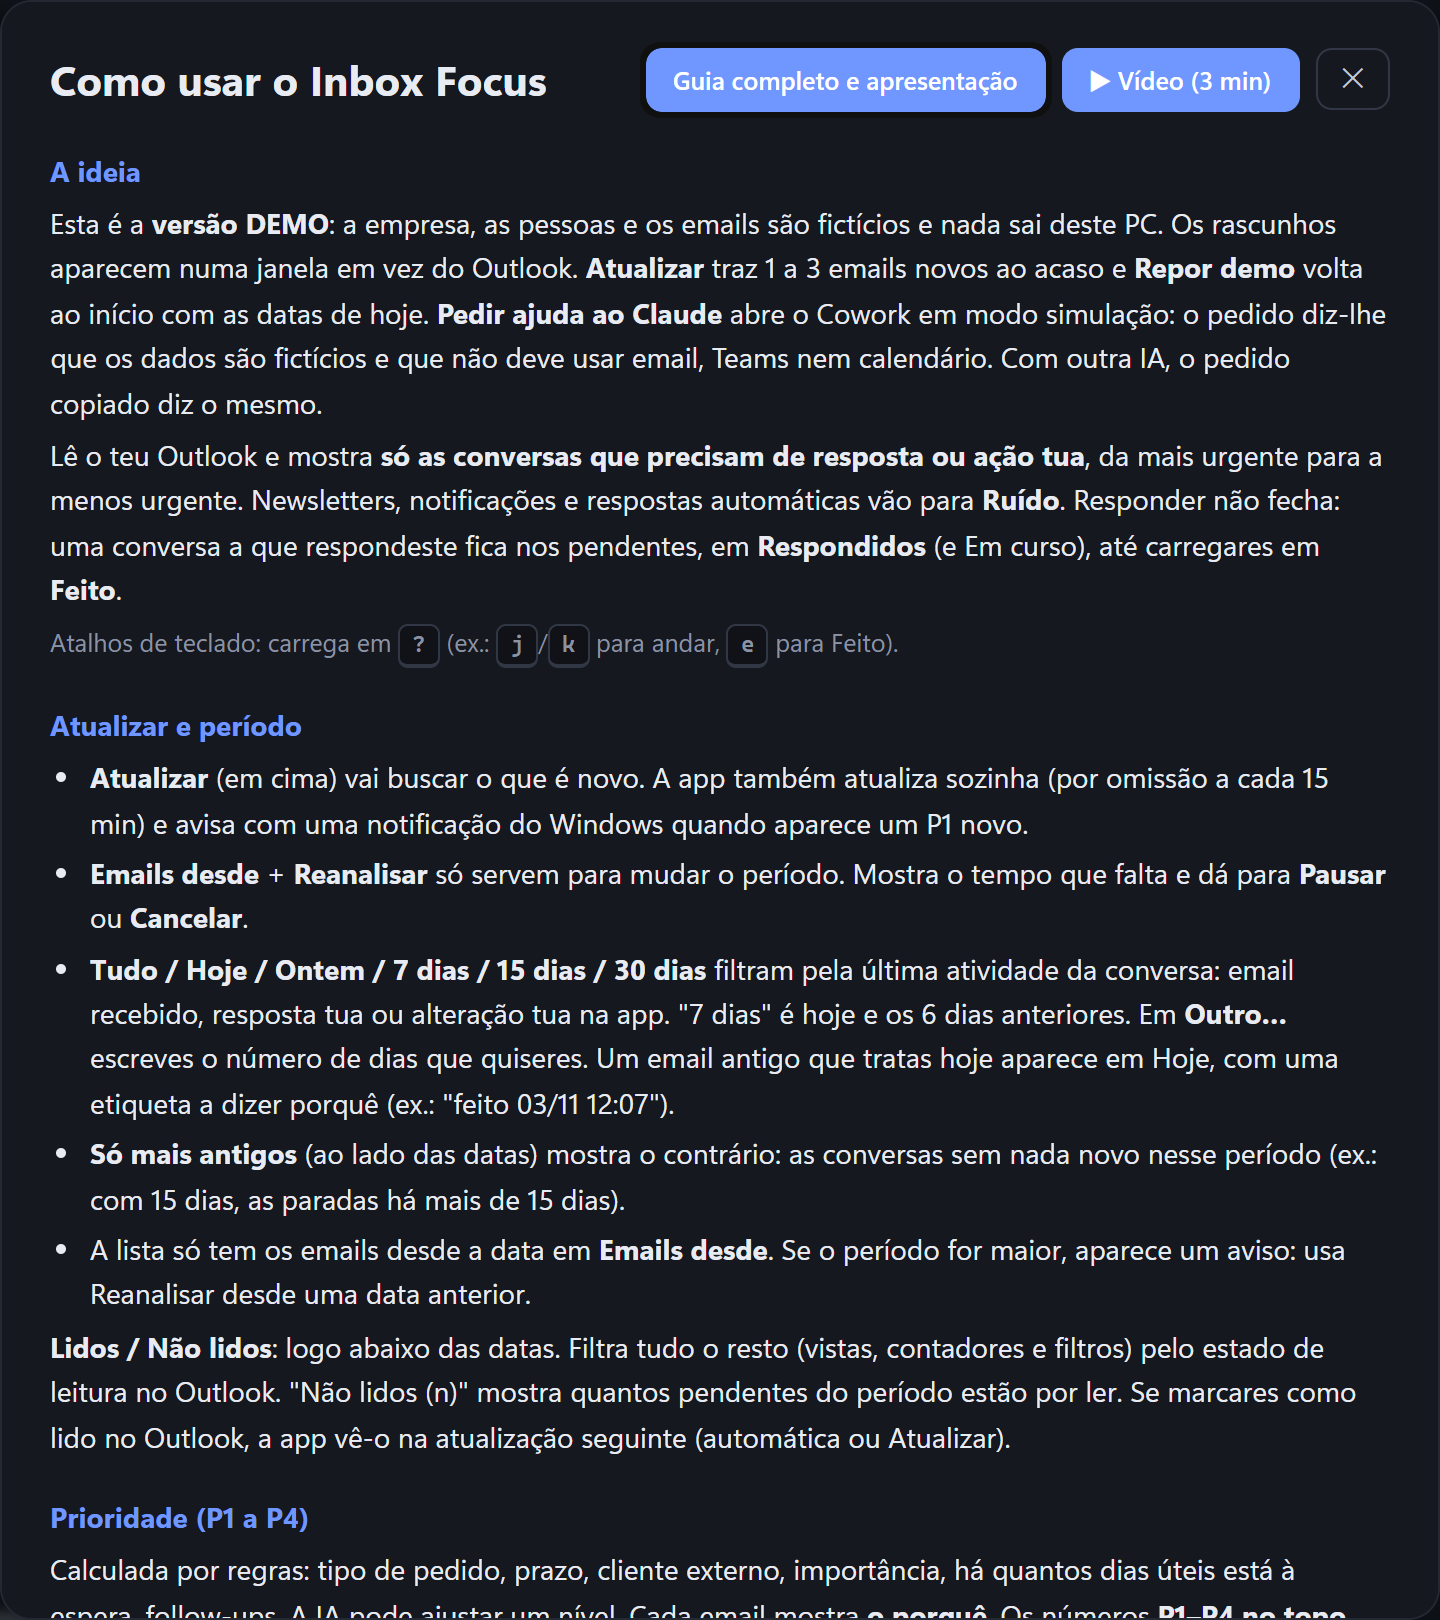 Como usar o Inbox Focus
Guia completo e apresentação
▶ Vídeo (3 min)
A ideia
Esta é a versão DEMO: a empresa, as pessoas e os emails são fictícios e nada sai deste PC. Os rascunhos
aparecem numa janela em vez do Outlook. Atualizar traz 1 a 3 emails novos ao acaso e Repor demo volta
ao início com as datas de hoje. Pedir ajuda ao Claude abre o Cowork em modo simulação: o pedido diz-lhe
que os dados são fictícios e que não deve usar email, Teams nem calendário. Com outra IA, o pedido
copiado diz o mesmo.
Lê o teu Outlook e mostra só as conversas que precisam de resposta ou ação tua, da mais urgente para a
menos urgente. Newsletters, notificações e respostas automáticas vão para Ruído. Responder não fecha:
uma conversa a que respondeste fica nos pendentes, em Respondidos (e Em curso), até carregares em
Feito.
Atalhos de teclado: carrega em ? (ex.: j/k para andar, e para Feito).
Atualizar e período
• Atualizar (em cima) vai buscar o que é novo. A app também atualiza sozinha (por omissão a cada 15
min) e avisa com uma notificação do Windows quando aparece um P1 novo.
• Emails desde + Reanalisar só servem para mudar o período. Mostra o tempo que falta e dá para Pausar
ou Cancelar.
• Tudo / Hoje / Ontem / 7 dias / 15 dias / 30 dias filtram pela última atividade da conversa: email
recebido, resposta tua ou alteração tua na app. "7 dias" é hoje e os 6 dias anteriores. Em Outro...
escreves o número de dias que quiseres. Um email antigo que tratas hoje aparece em Hoje, com uma
etiqueta a dizer porquê (ex.: "feito 03/11 12:07").
• Só mais antigos (ao lado das datas) mostra o contrário: as conversas sem nada novo nesse período (ex.:
com 15 dias, as paradas há mais de 15 dias).
• A lista só tem os emails desde a data em Emails desde. Se o período for maior, aparece um aviso: usa
Reanalisar desde uma data anterior.
Lidos / Não lidos: logo abaixo das datas. Filtra tudo o resto (vistas, contadores e filtros) pelo estado de
leitura no Outlook. "Não lidos (n)" mostra quantos pendentes do período estão por ler. Se marcares como
lido no Outlook, a app vê-o na atualização seguinte (automática ou Atualizar).
Prioridade (P1 a P4)
Calculada por regras: tipo de pedido, prazo, cliente externo, importância, há quantos dias úteis está à
espera, follow-ups. A IA pode ajustar um nível. Cada email mostra o porquê. Os números P1–P4 no topo